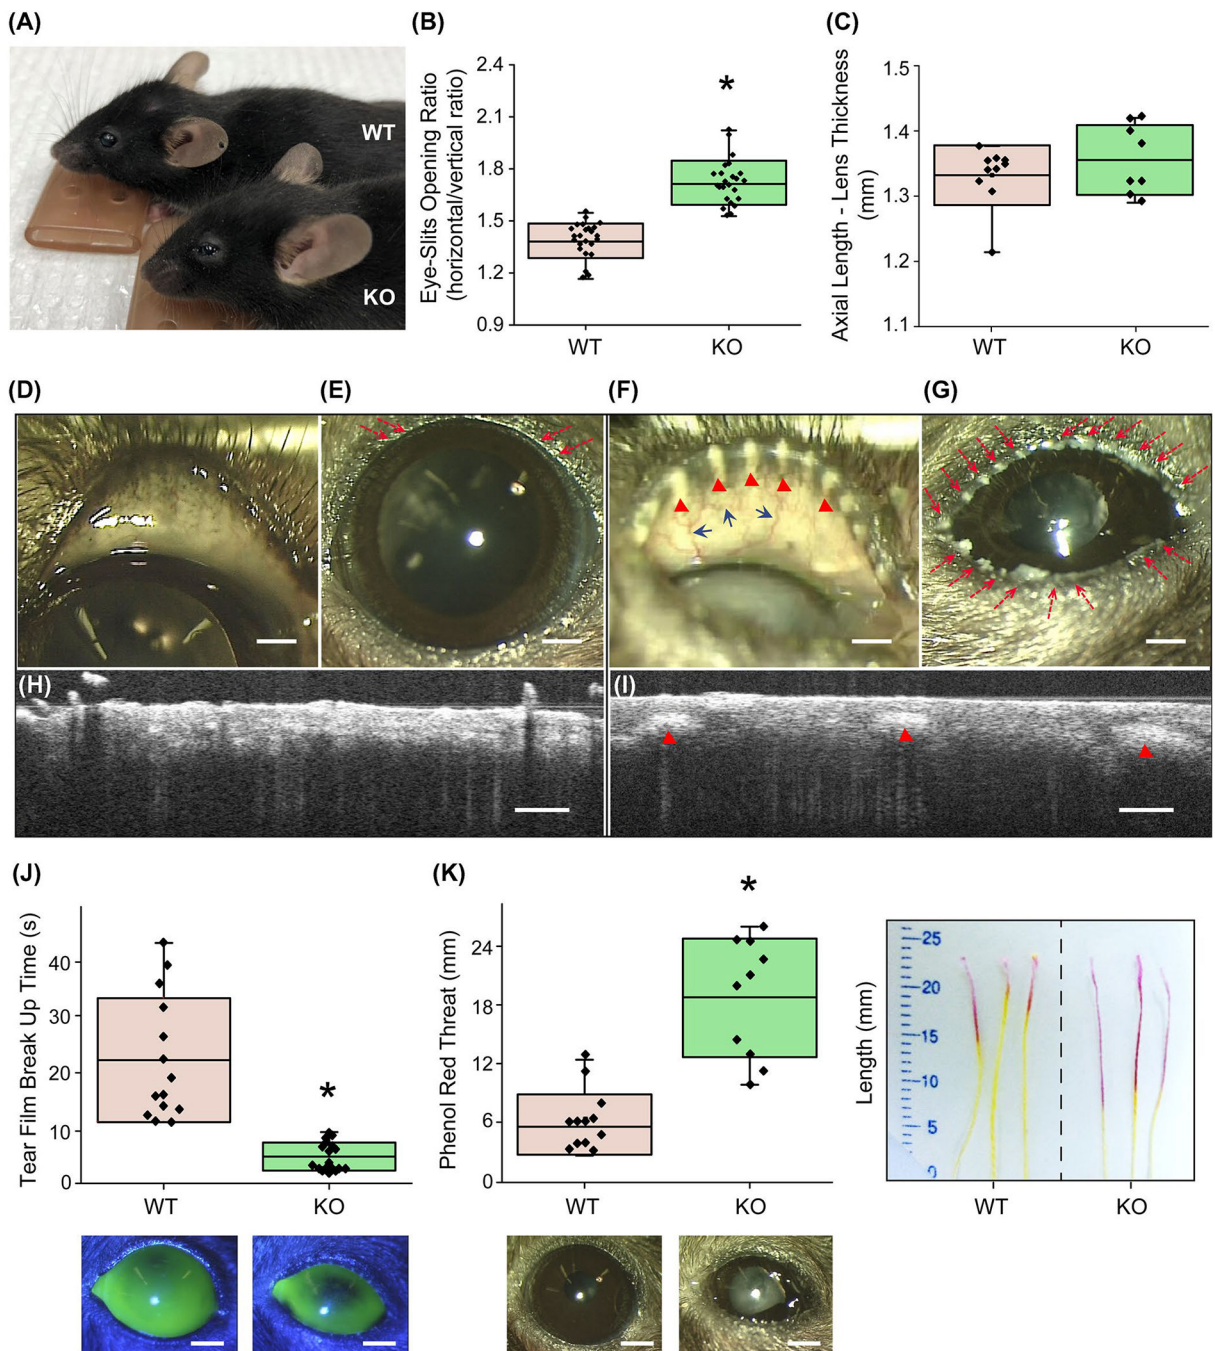 (A)
WT
KO
(B)
Eye-Slits Opening Ratio
(horizontal/vertical ratio)
2.4
2.1
1.8
1.5
1.2
0.9
*
WT
KO
(C)
Axial Length - Lens Thickness
(mm)
1.5
1.4
1.3
1.2
1.1
WT
KO
(D)
(E)
(F)
(G)
(H)
(I)
(J)
Tear Film Break Up Time (s)
40
30
20
10
0
*
WT
KO
(K)
Phenol Red Threat (mm)
24
18
12
6
0
*
WT
KO
Length (mm)
25
20
15
10
5
0
WT
KO